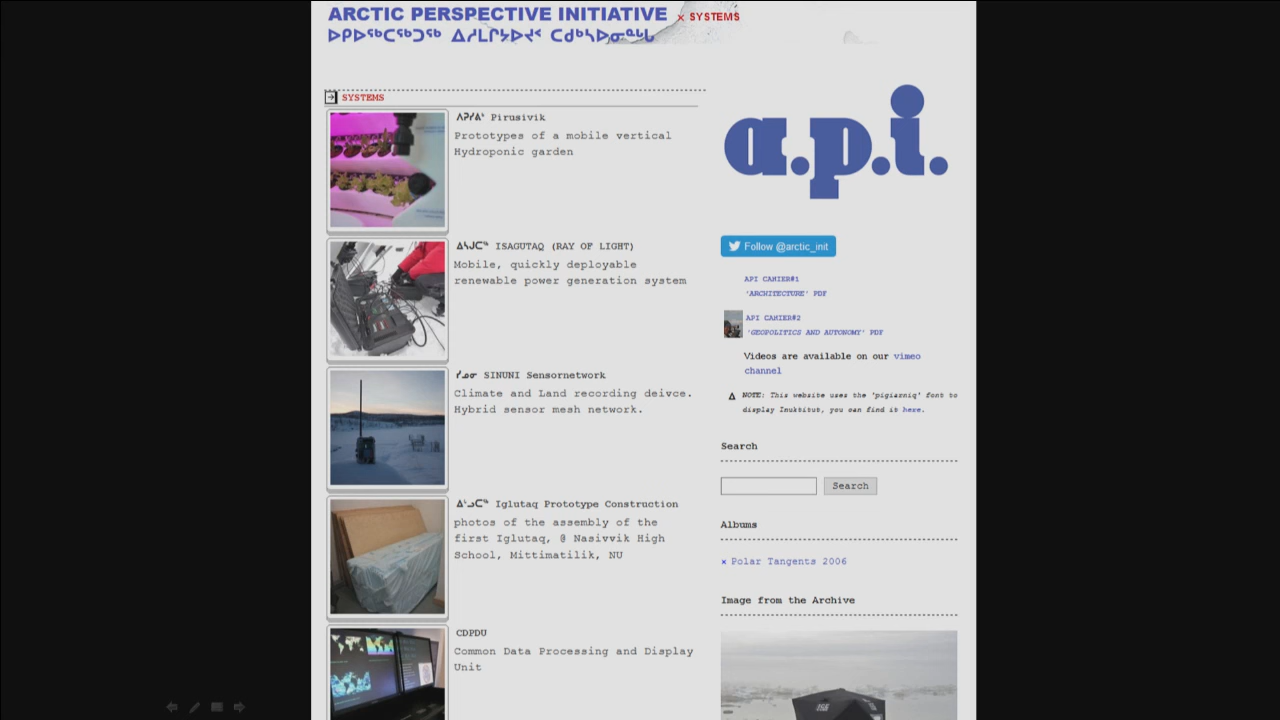 ARCTIC PERSPECTIVE INITIATIVE × SYSTEMS
SYSTEMS
Pirusivik
Prototypes of a mobile vertical
Hydroponic garden
ISAGUTAQ (RAY OF LIGHT)
Mobile, quickly deployable
renewable power generation system
SINUNI Sensornetwork
Climate and Land recording deivce.
Hybrid sensor mesh network.
Iglutaq Prototype Construction
photos of the assembly of the
first Iglutaq, @ Nasivvik High
School, Mittimatilik, NU
CDPDU
Common Data Processing and Display
Unit
a.p.i.
Follow @arctic_init
API CAHIER#1
'ARCHITECTURE' PDF
API CAHIER#2
'GEOPOLITICS AND AUTONOMY' PDF
Videos are available on our vimeo
channel
NOTE: This website uses the 'pigiarniq' font to
display Inuktitut, you can find it here.
Search
Search
Albums
× Polar Tangents 2006
Image from the Archive